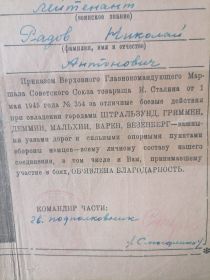 лейтенант
(воинское звание)
Радов Николай
(фамилия, имя и отчество)
Антонович
Приказом Верховного Главнокомандующего Мар-
шала Советского Союза товарища И. Сталина от 1
мая 1945 года № 354 за отличные боевые действия
при овладении городами ШТРАЛЬЗУНД, ГРИММЕН,
ДЕММИН, МАЛЬХИН, ВАРЕН, ВЕЗЕНБЕРГ—важны-
ми узлами дорог и сильными опорными пунктами
обороны немцев—всему личному составу нашего
соединения, в том числе и Вам, принимавшему
участие в боях, ОБ'ЯВЛЕНА БЛАГОДАРНОСТЬ.
КОМАНДИР ЧАСТИ:
гв. подполковник